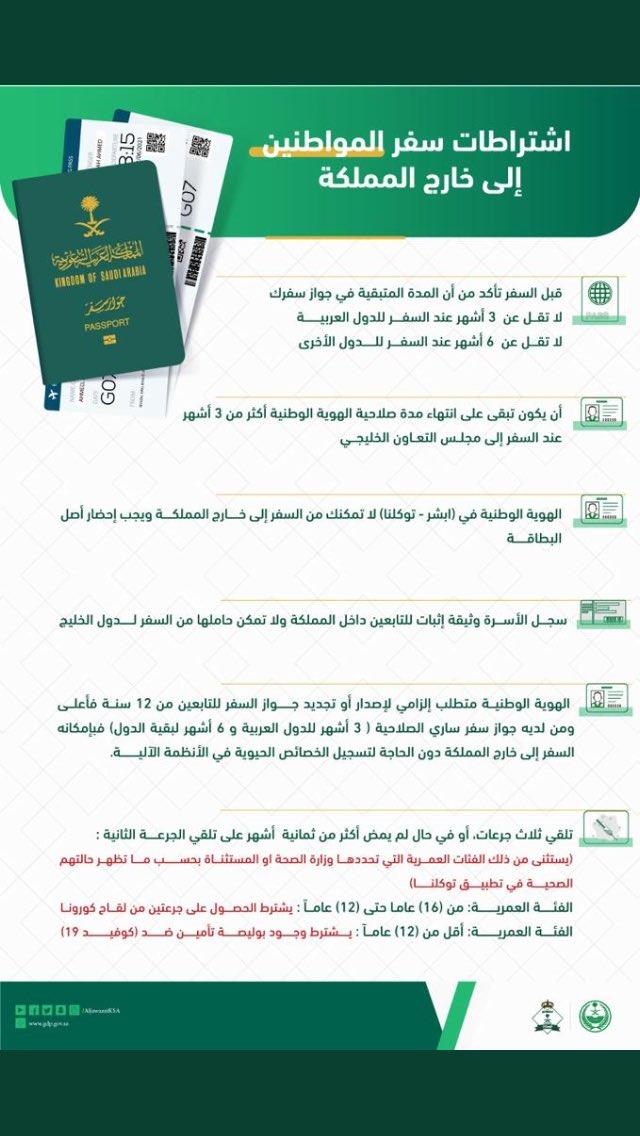 اشتراطات سفر المواطنين
إلى خارج المملكة
المملكة العربية السعودية
KINGDOM OF SAUDI ARABIA
جواز سفر
PASSPORT
3:15
G07
G07
قبل السفر تأكد من أن المدة المتبقية في جواز سفرك
لا تقل عن 3 أشهر عند السفر للدول العربية
لا تقل عن 6 أشهر عند السفر للدول الأخرى
أن يكون تبقى على انتهاء مدة صلاحية الهوية الوطنية أكثر من 3 أشهر
عند السفر إلى مجلس التعاون الخليجي
الهوية الوطنية في (ابشر - توكلنا) لا تمكنك من السفر إلى خارج المملكة ويجب إحضار أصل
البطاقة
سجل الأسرة وثيقة إثبات للتابعين داخل المملكة ولا تمكن حاملها من السفر لدول الخليج
الهوية الوطنية متطلب إلزامي لإصدار أو تجديد جواز السفر للتابعين من 12 سنة فأعلى
ومن لديه جواز سفر ساري الصلاحية ( 3 أشهر للدول العربية و 6 أشهر لبقية الدول) فبإمكانه
السفر إلى خارج المملكة دون الحاجة لتسجيل الخصائص الحيوية في الأنظمة الآلية.
تلقي ثلاث جرعات، أو في حال لم يمض أكثر من ثمانية أشهر على تلقي الجرعة الثانية :
(يستثنى من ذلك الفئات العمرية التي تحددها وزارة الصحة او المستثناة بحسب ما تظهر حالتهم
الصحية في تطبيق توكلنا)
الفئة العمرية: من (16) عاما حتى (12) عاماً : يشترط الحصول على جرعتين من لقاح كورونا
الفئة العمرية: أقل من (12) عاماً : يشترط وجود بوليصة تأمين ضد (كوفيد 19)
/AljawazatKSA
www.gdp.gov.sa